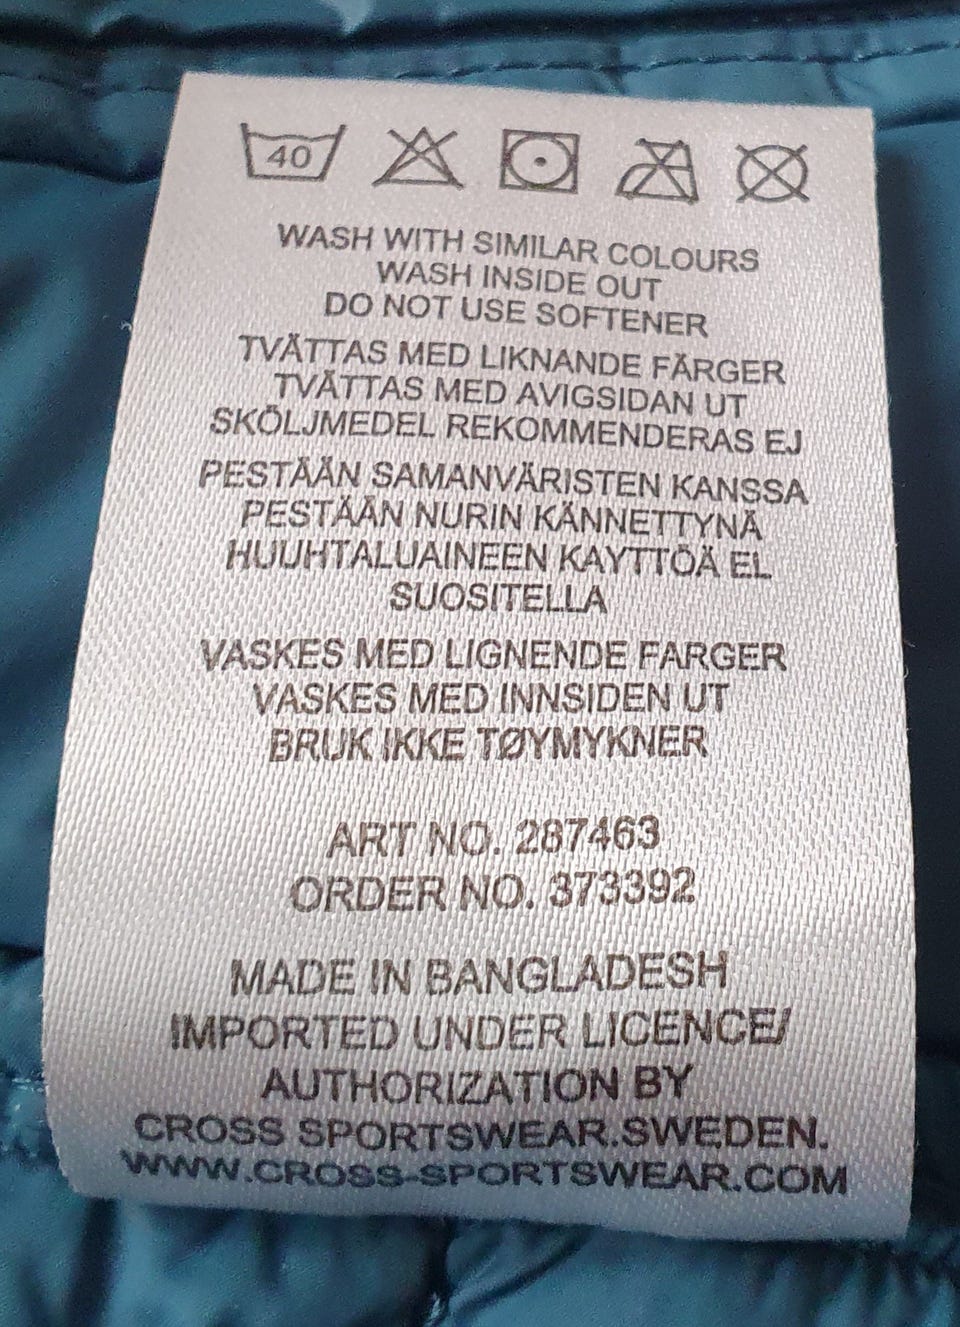 40
WASH WITH SIMILAR COLOURS
WASH INSIDE OUT
DO NOT USE SOFTENER
TVÄTTAS MED LIKNANDE FÄRGER
TVÄTTAS MED AVIGSIDAN UT
SKÖLJMEDEL REKOMMENDERAS EJ
PESTÄÄN SAMANVÄRISTEN KANSSA
PESTÄÄN NURIN KÄNNETTYNÄ
HUUHTALUAINEEN KAYTTÖÄ EL
SUOSITELLA
VASKES MED LIGNENDE FARGER
VASKES MED INNSIDEN UT
BRUK IKKE TØYMYKNER
ART NO. 287463
ORDER NO. 373392
MADE IN BANGLADESH
IMPORTED UNDER LICENCE/
AUTHORIZATION BY
CROSS SPORTSWEAR.SWEDEN.
WWW.CROSS-SPORTSWEAR.COM